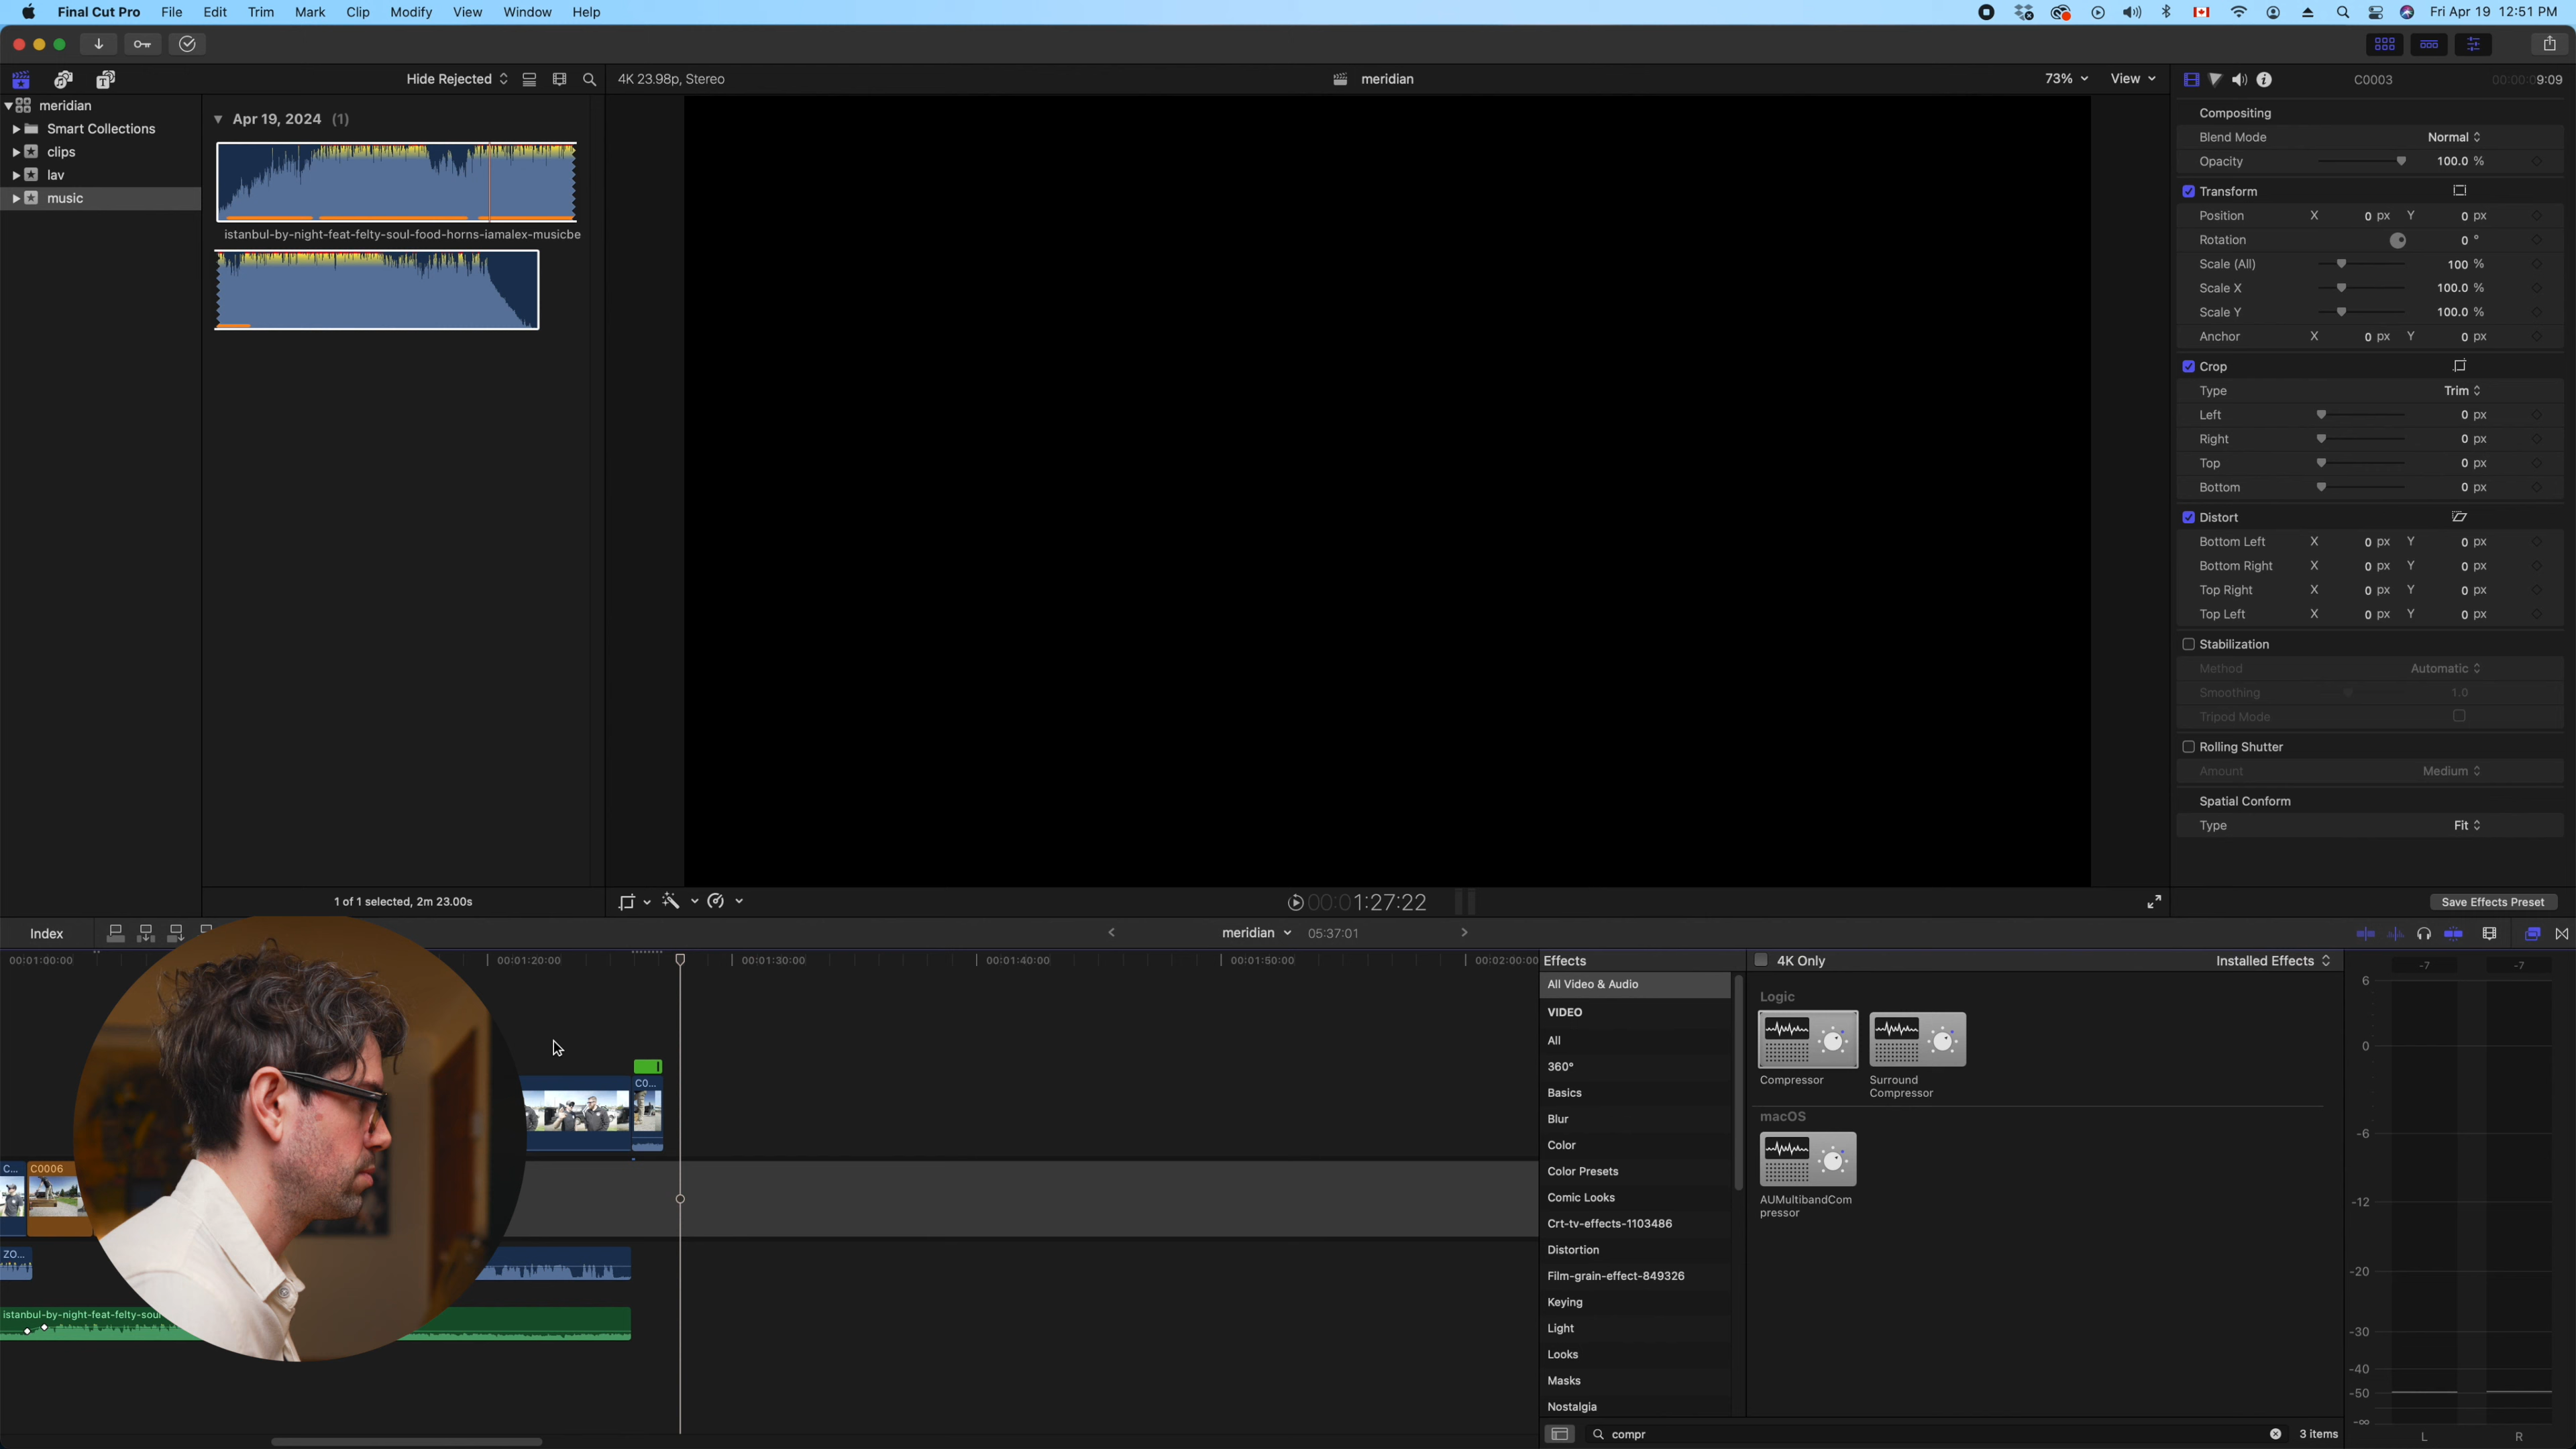 Final Cut Pro File Edit Trim Mark Clip Modify View Window Help
Fri Apr 19 12:51 PM
Hide Rejected
4K 23.98p, Stereo
meridian
73%
View
C0003
00:00:09:09
meridian
Smart Collections
clips
lav
music
Apr 19, 2024 (1)
istanbul-by-night-feat-felty-soul-food-horns-iamalex-musicbe
1 of 1 selected, 2m 23.00s
00:01:27:22
Compositing
Blend Mode Normal
Opacity 100.0 %
Transform
Position X 0 px Y 0 px
Rotation 0 °
Scale (All) 100 %
Scale X 100.0 %
Scale Y 100.0 %
Anchor X 0 px Y 0 px
Crop
Type Trim
Left 0 px
Right 0 px
Top 0 px
Bottom 0 px
Distort
Bottom Left X 0 px Y 0 px
Bottom Right X 0 px Y 0 px
Top Right X 0 px Y 0 px
Top Left X 0 px Y 0 px
Stabilization
Method Automatic
Smoothing 1.0
Tripod Mode
Rolling Shutter
Amount Medium
Spatial Conform
Type Fit
Save Effects Preset
Index
meridian 05:37:01
00:01:00:00 00:01:20:00 00:01:30:00 00:01:40:00 00:01:50:00 00:02:00:00
C0...
C... C0006
ZO...
istanbul-by-night-feat-felty-sou
Effects
All Video & Audio
VIDEO
All
360°
Basics
Blur
Color
Color Presets
Comic Looks
Crt-tv-effects-1103486
Distortion
Film-grain-effect-849326
Keying
Light
Looks
Masks
Nostalgia
4K Only
Installed Effects
Logic
Compressor
Surround
Compressor
macOS
AUMultibandCom
pressor
compr
3 items
-7 -7
6
0
-6
-12
-20
-30
-40
-50
-∞
L R